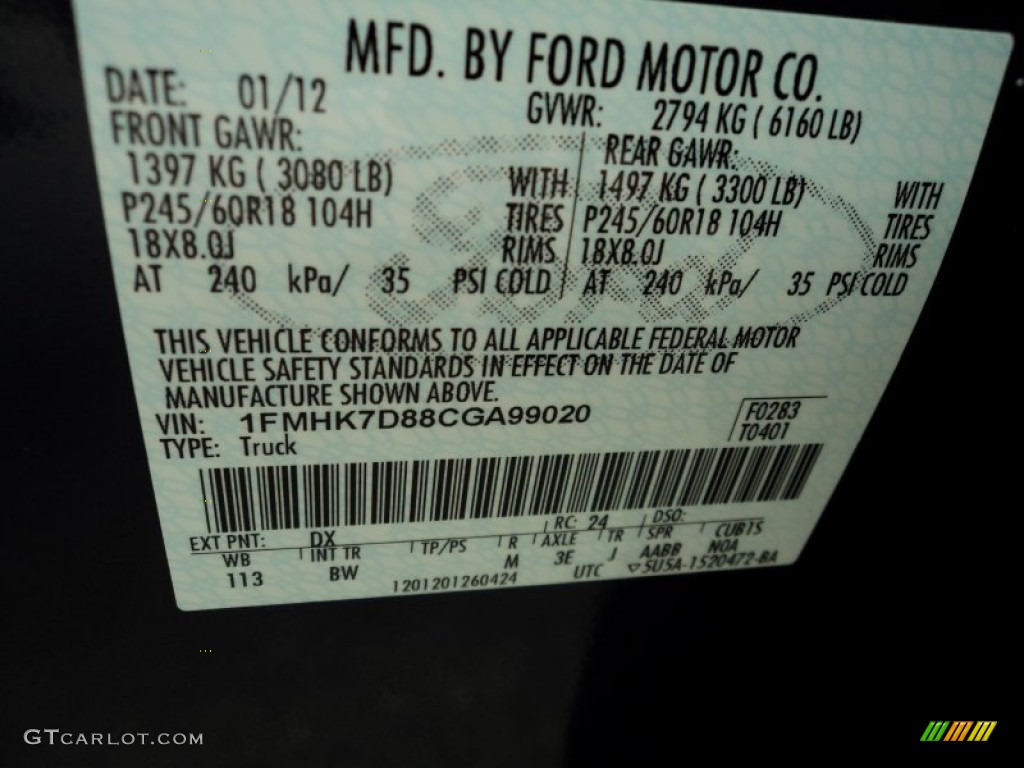 MFD. BY FORD MOTOR CO.
DATE: 01/12 GVWR: 2794 KG ( 6160 LB)
FRONT GAWR: REAR GAWR:
1397 KG ( 3080 LB) WITH 1497 KG ( 3300 LB) WITH
P245/60R18 104H TIRES P245/60R18 104H TIRES
18X8.0J RIMS 18X8.0J RIMS
AT 240 kPa/ 35 PSI COLD AT 240 kPa/ 35 PSI COLD
THIS VEHICLE CONFORMS TO ALL APPLICABLE FEDERAL MOTOR
VEHICLE SAFETY STANDARDS IN EFFECT ON THE DATE OF
MANUFACTURE SHOWN ABOVE.
VIN: 1FMHK7D88CGA99020 F0283
TYPE: Truck T0401
EXT PNT: DX RC: 24 DSO:
WB INT TR TP/PS R AXLE TR SPR CUBTS
113 BW M 3E J AABB NOA
1201201260424 UTC ▽5U5A-1520472-BA
Ford
GTCARLOT.COM